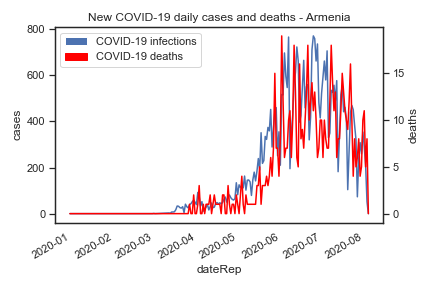 New COVID-19 daily cases and deaths - Armenia
COVID-19 infections
COVID-19 deaths
800
600
400
200
0
cases
15
10
5
0
deaths
2020-01
2020-02
2020-03
2020-04
2020-05
2020-06
2020-07
2020-08
dateRep